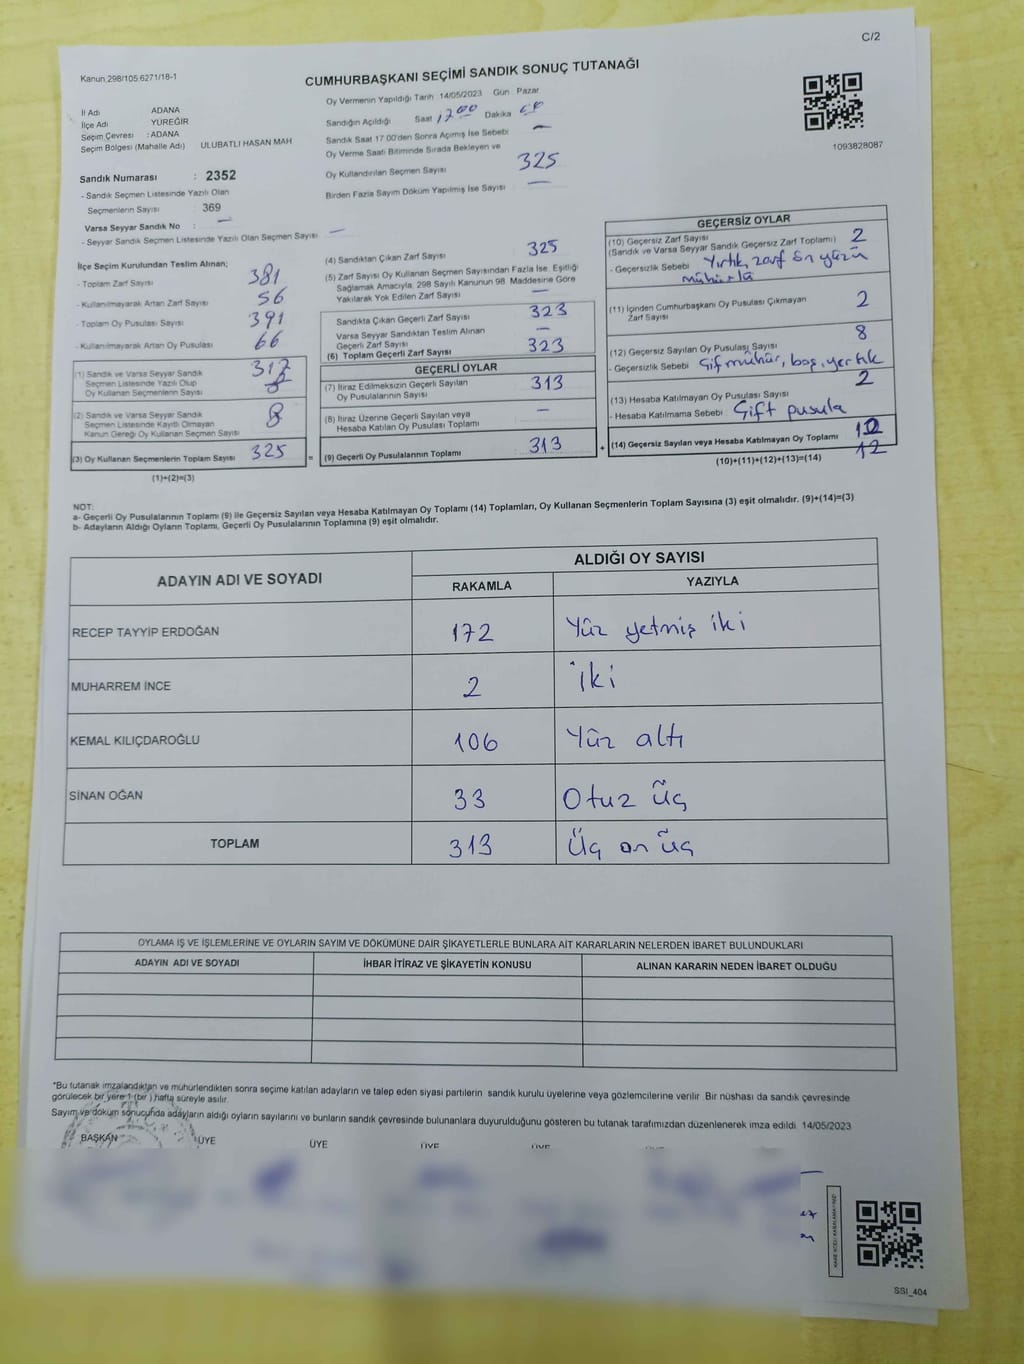 C/2
Kanun 298/105 6271/18-1
CUMHURBAŞKANI SEÇİMİ SANDIK SONUÇ TUTANAĞI
İl Adı ADANA
İlçe Adı YÜREĞİR
Seçim Çevresi : ADANA
Seçim Bölgesi (Mahalle Adı) ULUBATLI HASAN MAH
Sandık Numarası : 2352
- Sandık Seçmen Listesinde Yazılı Olan
Seçmenlerin Sayısı : 369
Varsa Seyyar Sandık No : —
- Seyyar Sandık Seçmen Listesinde Yazılı Olan Seçmen Sayısı —
Oy Vermenin Yapıldığı Tarih 14/05/2023 Gün : Pazar
Sandığın Açıldığı Saat 17:00 Dakika
Sandık Saat 17.00'den Sonra Açımış İse Sebebi —
Oy Verme Saati Bitiminde Sırada Bekleyen ve
Oy Kullandırılan Seçmen Sayısı 325
Birden Fazla Sayım Döküm Yapılmış İse Sayısı —
1093828087
İlçe Seçim Kurulundan Teslim Alınan;
- Toplam Zarf Sayısı 381
- Kullanılmayarak Artan Zarf Sayısı 56
- Toplam Oy Pusulası Sayısı 391
- Kullanılmayarak Artan Oy Pusulası 66
(1) Sandık ve Varsa Seyyar Sandık
Seçmen Listesinde Yazılı Olup
Oy Kullanan Seçmenlerin Sayısı
(2) Sandık ve Varsa Seyyar Sandık
Seçmen Listesinde Kayıtlı Olmayan
Kanun Gereği Oy Kullanan Seçmen Sayısı 8
(3) Oy Kullanan Seçmenlerin Toplam Sayısı 325
(1)+(2)=(3)
=
(4) Sandıktan Çıkan Zarf Sayısı 325
(5) Zarf Sayısı Oy Kullanan Seçmen Sayısından Fazla İse, Eşitliği
Sağlamak Amacıyla, 298 Sayılı Kanunun 98. Maddesine Göre
Yakılarak Yok Edilen Zarf Sayısı —
Sandıkta Çıkan Geçerli Zarf Sayısı 323
Varsa Seyyar Sandıktan Teslim Alınan
Geçerli Zarf Sayısı —
(6) Toplam Geçerli Zarf Sayısı 323
GEÇERLİ OYLAR
(7) İtiraz Edilmeksizin Geçerli Sayılan
Oy Pusulalarının Sayısı 313
(8) İtiraz Üzerine Geçerli Sayılan veya
Hesaba Katılan Oy Pusulası Toplamı —
(9) Geçerli Oy Pusulalarının Toplamı 313
+
GEÇERSİZ OYLAR
(10) Geçersiz Zarf Sayısı 2
(Sandık ve Varsa Seyyar Sandık Geçersiz Zarf Toplamı)
- Geçersizlik Sebebi Yırtık, zarf ön yüzü
mühürlü
(11) İçinden Cumhurbaşkanı Oy Pusulası Çıkmayan
Zarf Sayısı 2
(12) Geçersiz Sayılan Oy Pusulası Sayısı 8
- Geçersizlik Sebebi Çift mühür, boş, yırtık
(13) Hesaba Katılmayan Oy Pusulası Sayısı 2
- Hesaba Katılmama Sebebi Çift pusula
(14) Geçersiz Sayılan veya Hesaba Katılmayan Oy Toplamı 12
(10)+(11)+(12)+(13)=(14) 12
NOT:
a- Geçerli Oy Pusulalarının Toplamı (9) ile Geçersiz Sayılan veya Hesaba Katılmayan Oy Toplamı (14) Toplamları, Oy Kullanan Seçmenlerin Toplam Sayısına (3) eşit olmalıdır. (9)+(14)=(3)
b- Adayların Aldığı Oyların Toplamı, Geçerli Oy Pusulalarının Toplamına (9) eşit olmalıdır.
ADAYIN ADI VE SOYADI
ALDIĞI OY SAYISI
RAKAMLA YAZIYLA
RECEP TAYYİP ERDOĞAN 172 Yüz yetmiş iki
MUHARREM İNCE 2 iki
KEMAL KILIÇDAROĞLU 106 Yüz altı
SİNAN OĞAN 33 Otuz üç
TOPLAM 313 Üç on üç
OYLAMA İŞ VE İŞLEMLERİNE VE OYLARIN SAYIM VE DÖKÜMÜNE DAİR ŞİKAYETLERLE BUNLARA AİT KARARLARIN NELERDEN İBARET BULUNDUKLARI
ADAYIN ADI VE SOYADI İHBAR İTİRAZ VE ŞİKAYETİN KONUSU ALINAN KARARIN NEDEN İBARET OLDUĞU
*Bu tutanak imzalandıktan ve mühürlendikten sonra seçime katılan adayların ve talep eden siyasi partilerin sandık kurulu üyelerine veya gözlemcilerine verilir. Bir nüshası da sandık çevresinde
görülecek bir yere 1 (bir) hafta süreyle asılır.
Sayım ve döküm sonucunda adayların aldığı oyların sayılarını ve bunların sandık çevresinde bulunanlara duyurulduğunu gösteren bu tutanak tarafımızdan düzenlenerek imza edildi. 14/05/2023
BAŞKAN ÜYE ÜYE ÜYE
SSİ_404